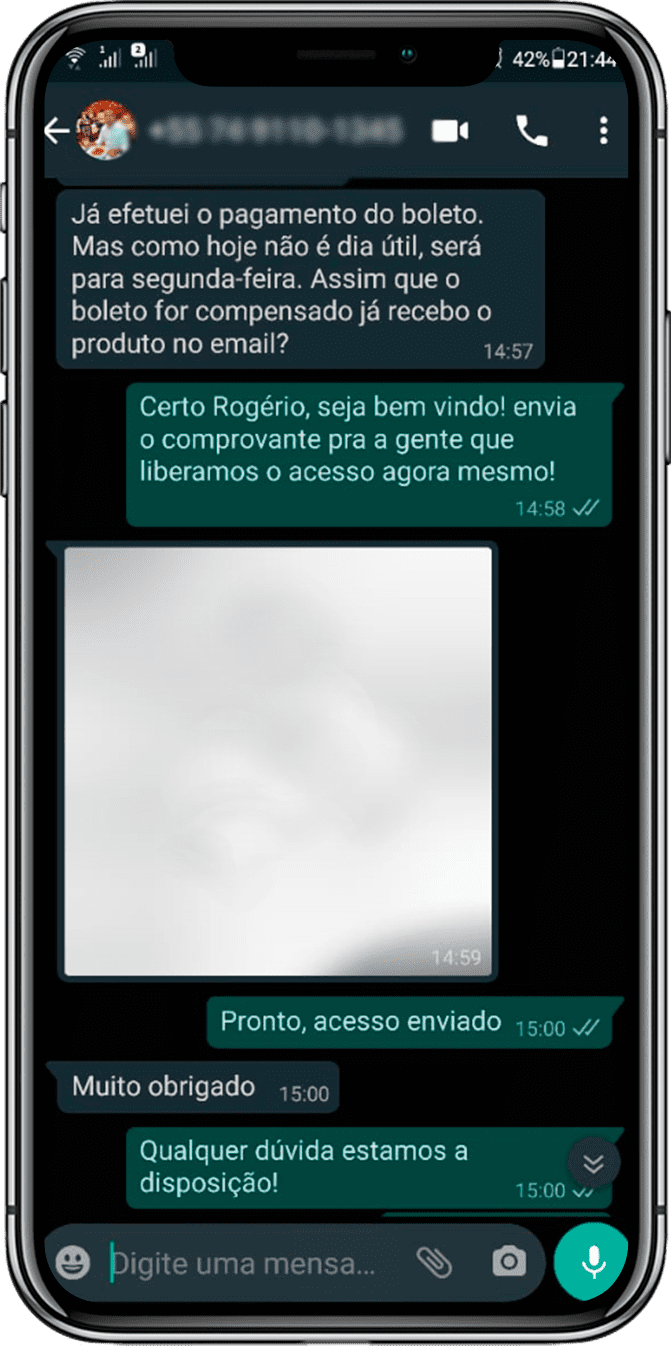 1 2 42% 21:44
Já efetuei o pagamento do boleto.
Mas como hoje não é dia útil, será
para segunda-feira. Assim que o
boleto for compensado já recebo o
produto no email?
14:57
Certo Rogério, seja bem vindo! envia
o comprovante pra a gente que
liberamos o acesso agora mesmo!
14:58
14:59
Pronto, acesso enviado 15:00
Muito obrigado 15:00
Qualquer dúvida estamos a
disposição!
15:00
Digite uma mensa...